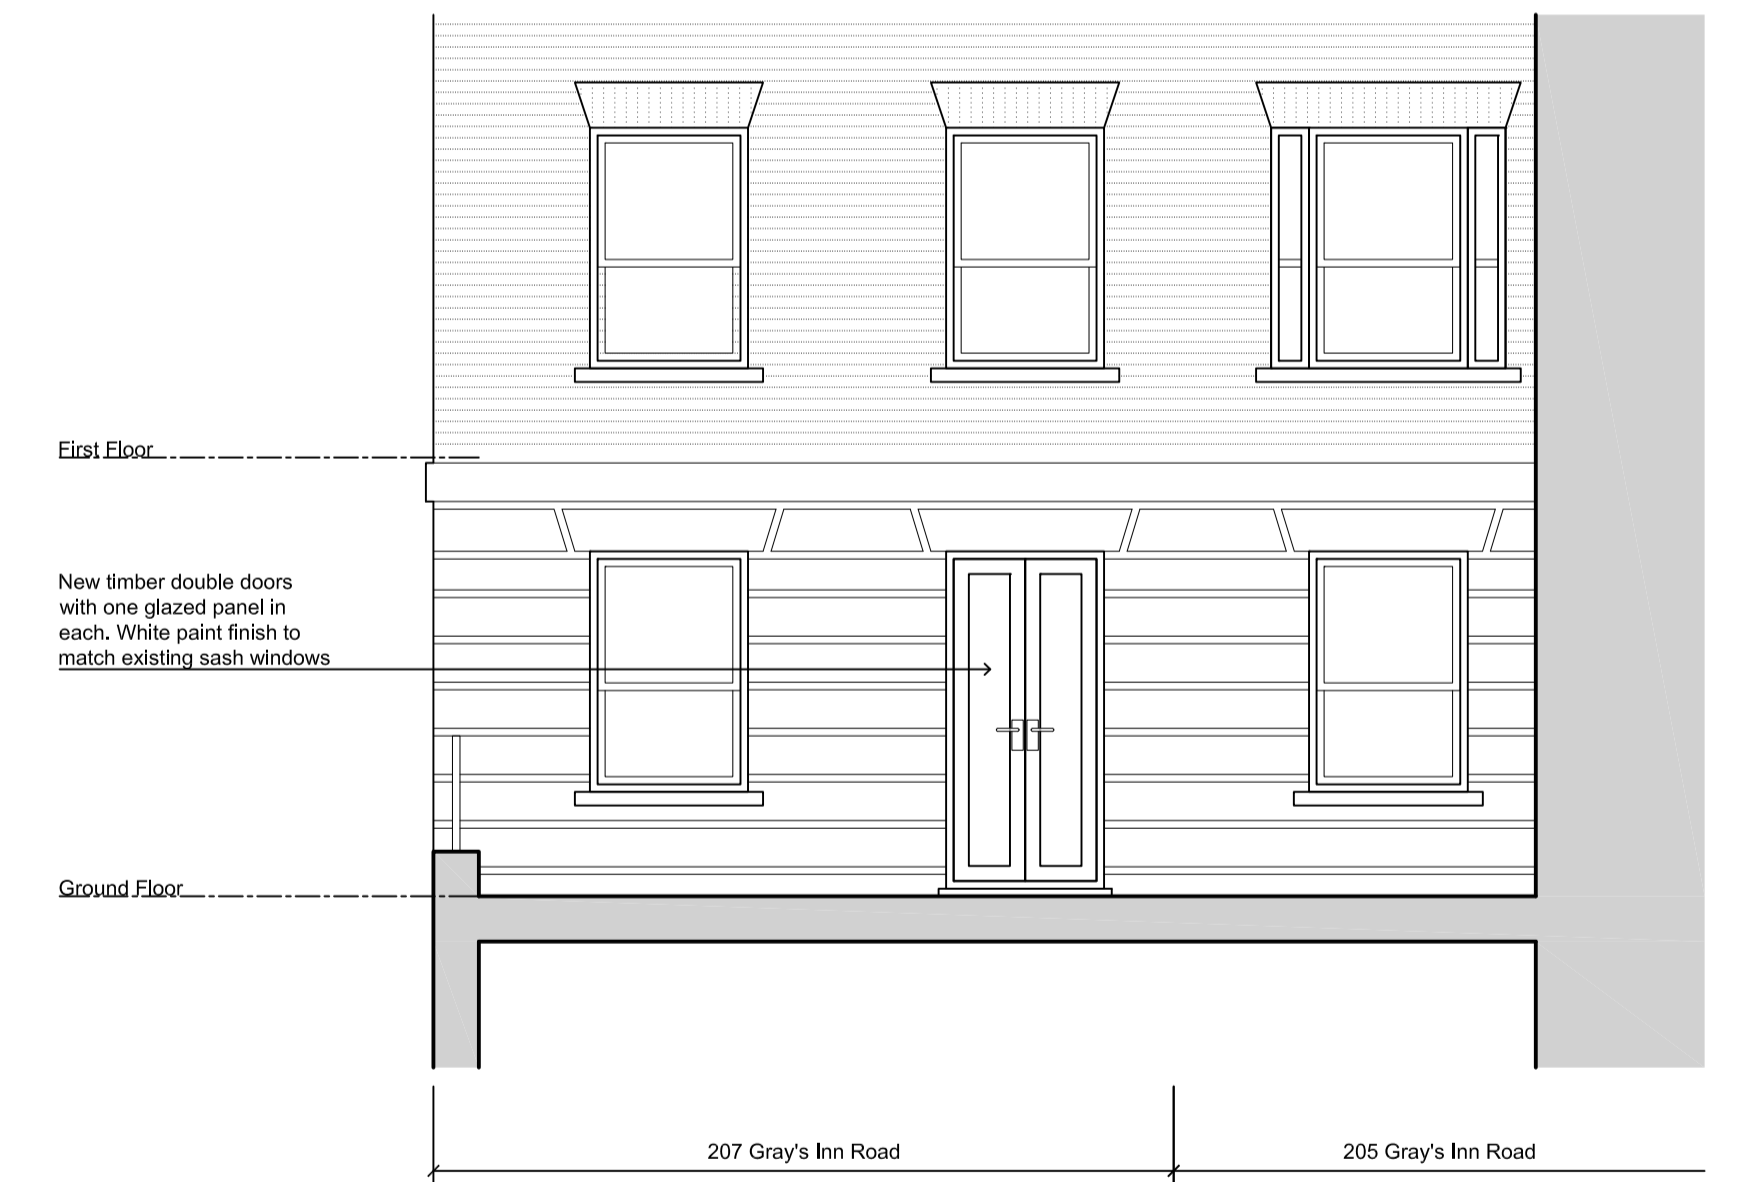 First Floor
New timber double doors
with one glazed panel in
each. White paint finish to
match existing sash windows
Ground Floor
207 Gray's Inn Road
205 Gray's Inn Road